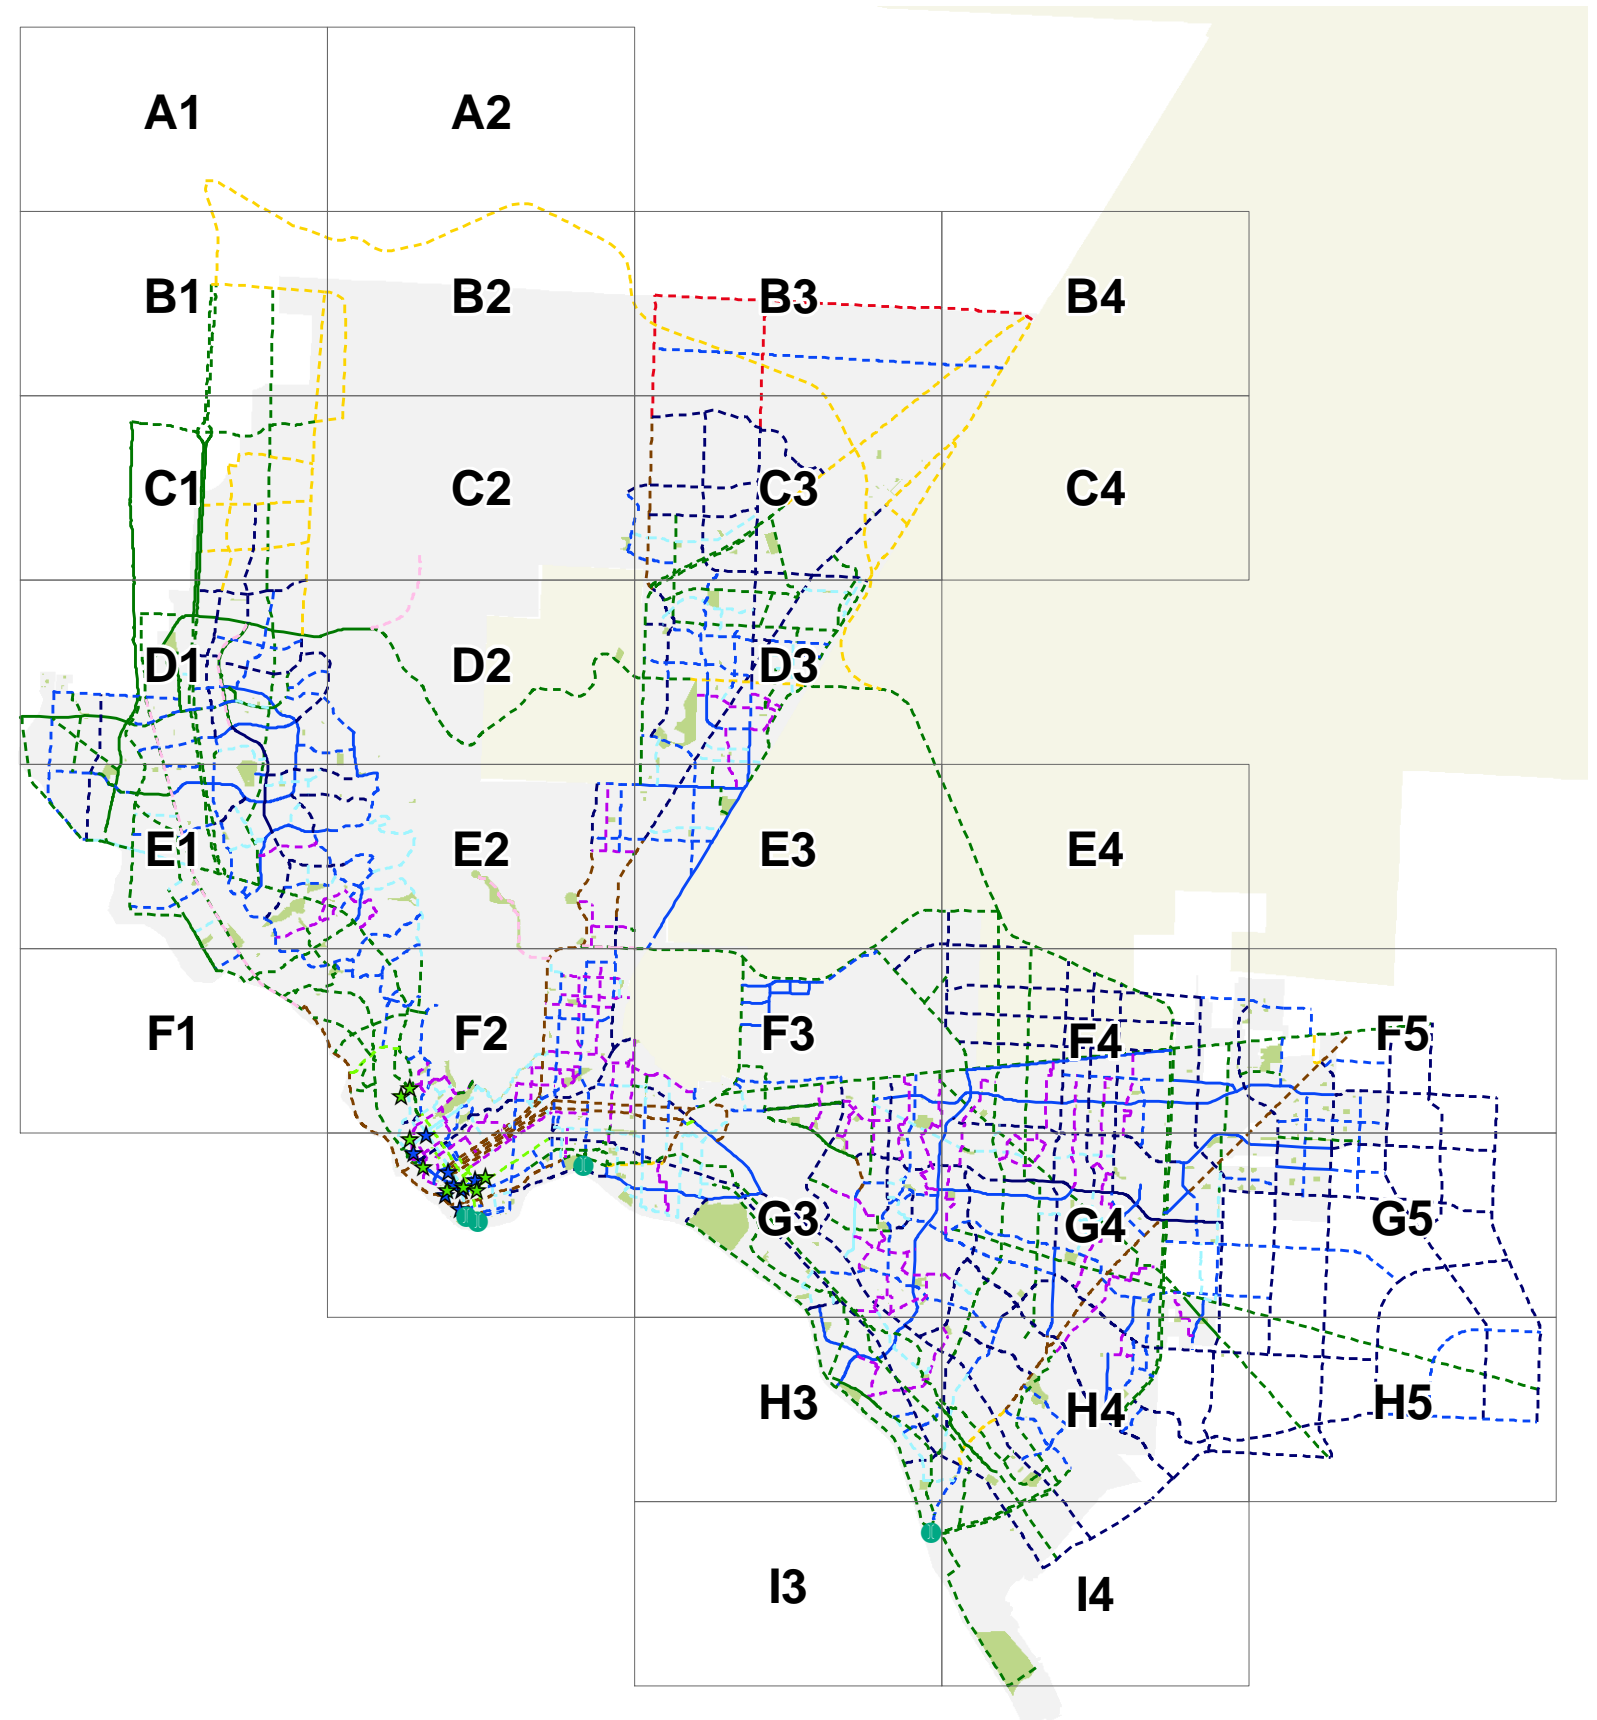 A1 A2
B1 B2 B3 B4
C1 C2 C3 C4
D1 D2 D3
E1 E2 E3 E4
F1 F2 F3 F4 F5
G3 G4 G5
H3 H4 H5
I3 I4